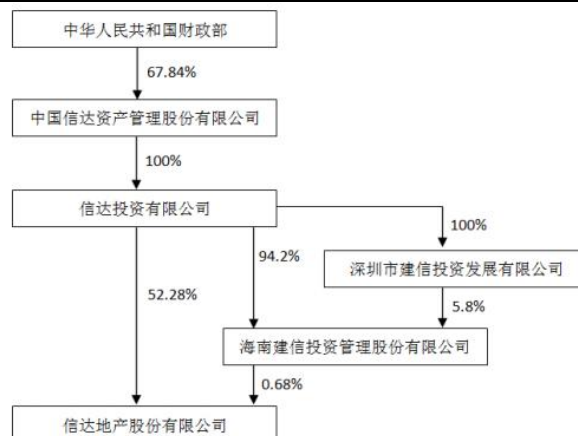 中华人民共和国财政部
67.84%
中国信达资产管理股份有限公司
100%
信达投资有限公司
100%
94.2%
深圳市建信投资发展有限公司
52.28%
5.8%
海南建信投资管理股份有限公司
0.68%
信达地产股份有限公司